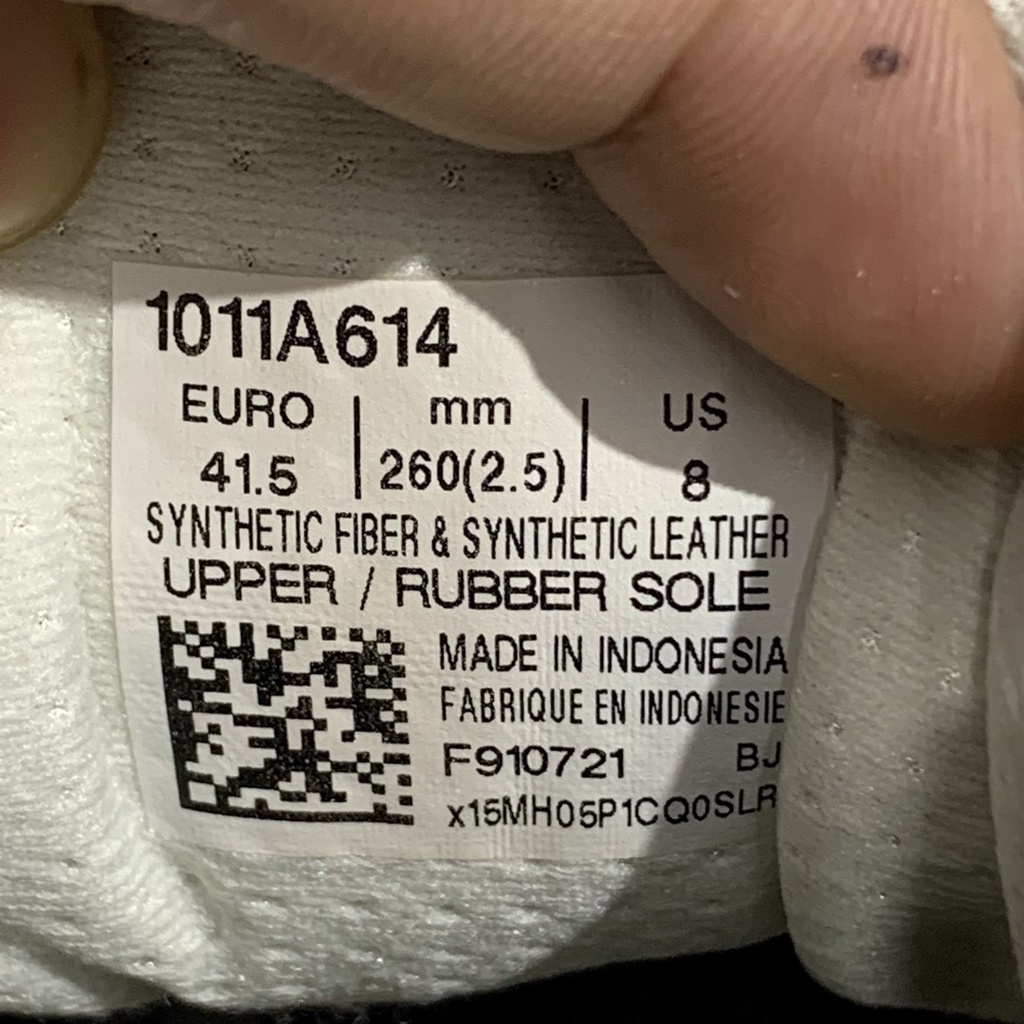 1011A614
EURO | mm | US
41.5 | 260(2.5) | 8
SYNTHETIC FIBER & SYNTHETIC LEATHER
UPPER / RUBBER SOLE
MADE IN INDONESIA
FABRIQUE EN INDONESIE
F910721 BJ
x15MH05P1CQ0SLR